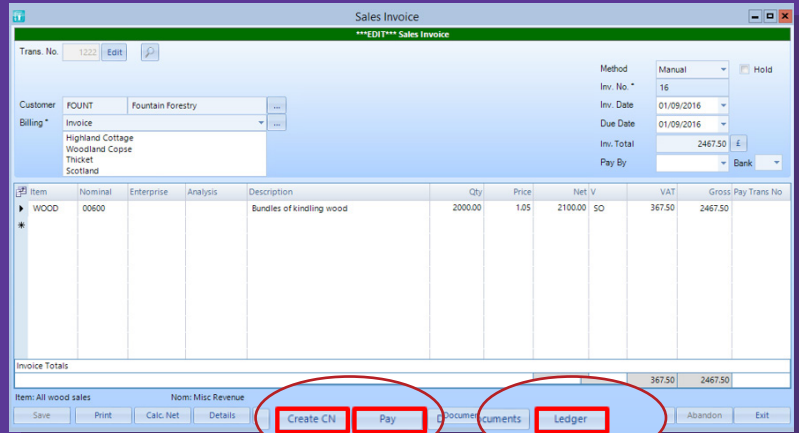 Sales Invoice
***EDIT*** Sales Invoice
Trans. No. 1222 Edit
Method Manual Hold
Inv. No. * 16
Customer FOUNT Fountain Forestry ... Inv. Date 01/09/2016
Billing * Invoice ... Due Date 01/09/2016
Highland Cottage
Woodland Copse
Thicket
Scotland
Inv. Total 2467.50 £
Pay By Bank
Item Nominal Enterprise Analysis Description Qty Price Net V VAT Gross Pay Trans No
WOOD 00600 Bundles of kindling wood 2000.00 1.05 2100.00 SO 367.50 2467.50
Invoice Totals
367.50 2467.50
Item: All wood sales Nom: Misc Revenue
Save Print Calc. Net Details Create CN Pay Documents Ledger Abandon Exit